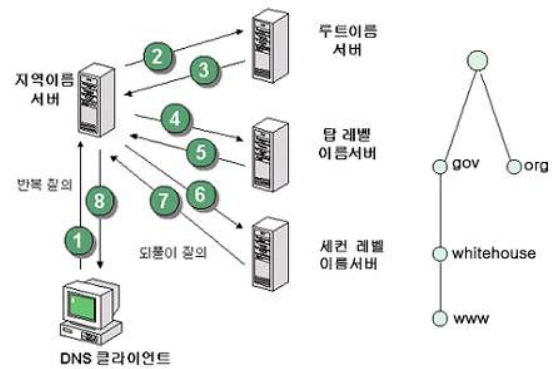 2
루트이름
서버
3
지역이름
서버
4
탑 레벨
이름서버
5
gov
org
반복 질의
8
7
6
1
되풀이 질의
세컨 레벨
이름서버
whitehouse
www
DNS 클라이언트